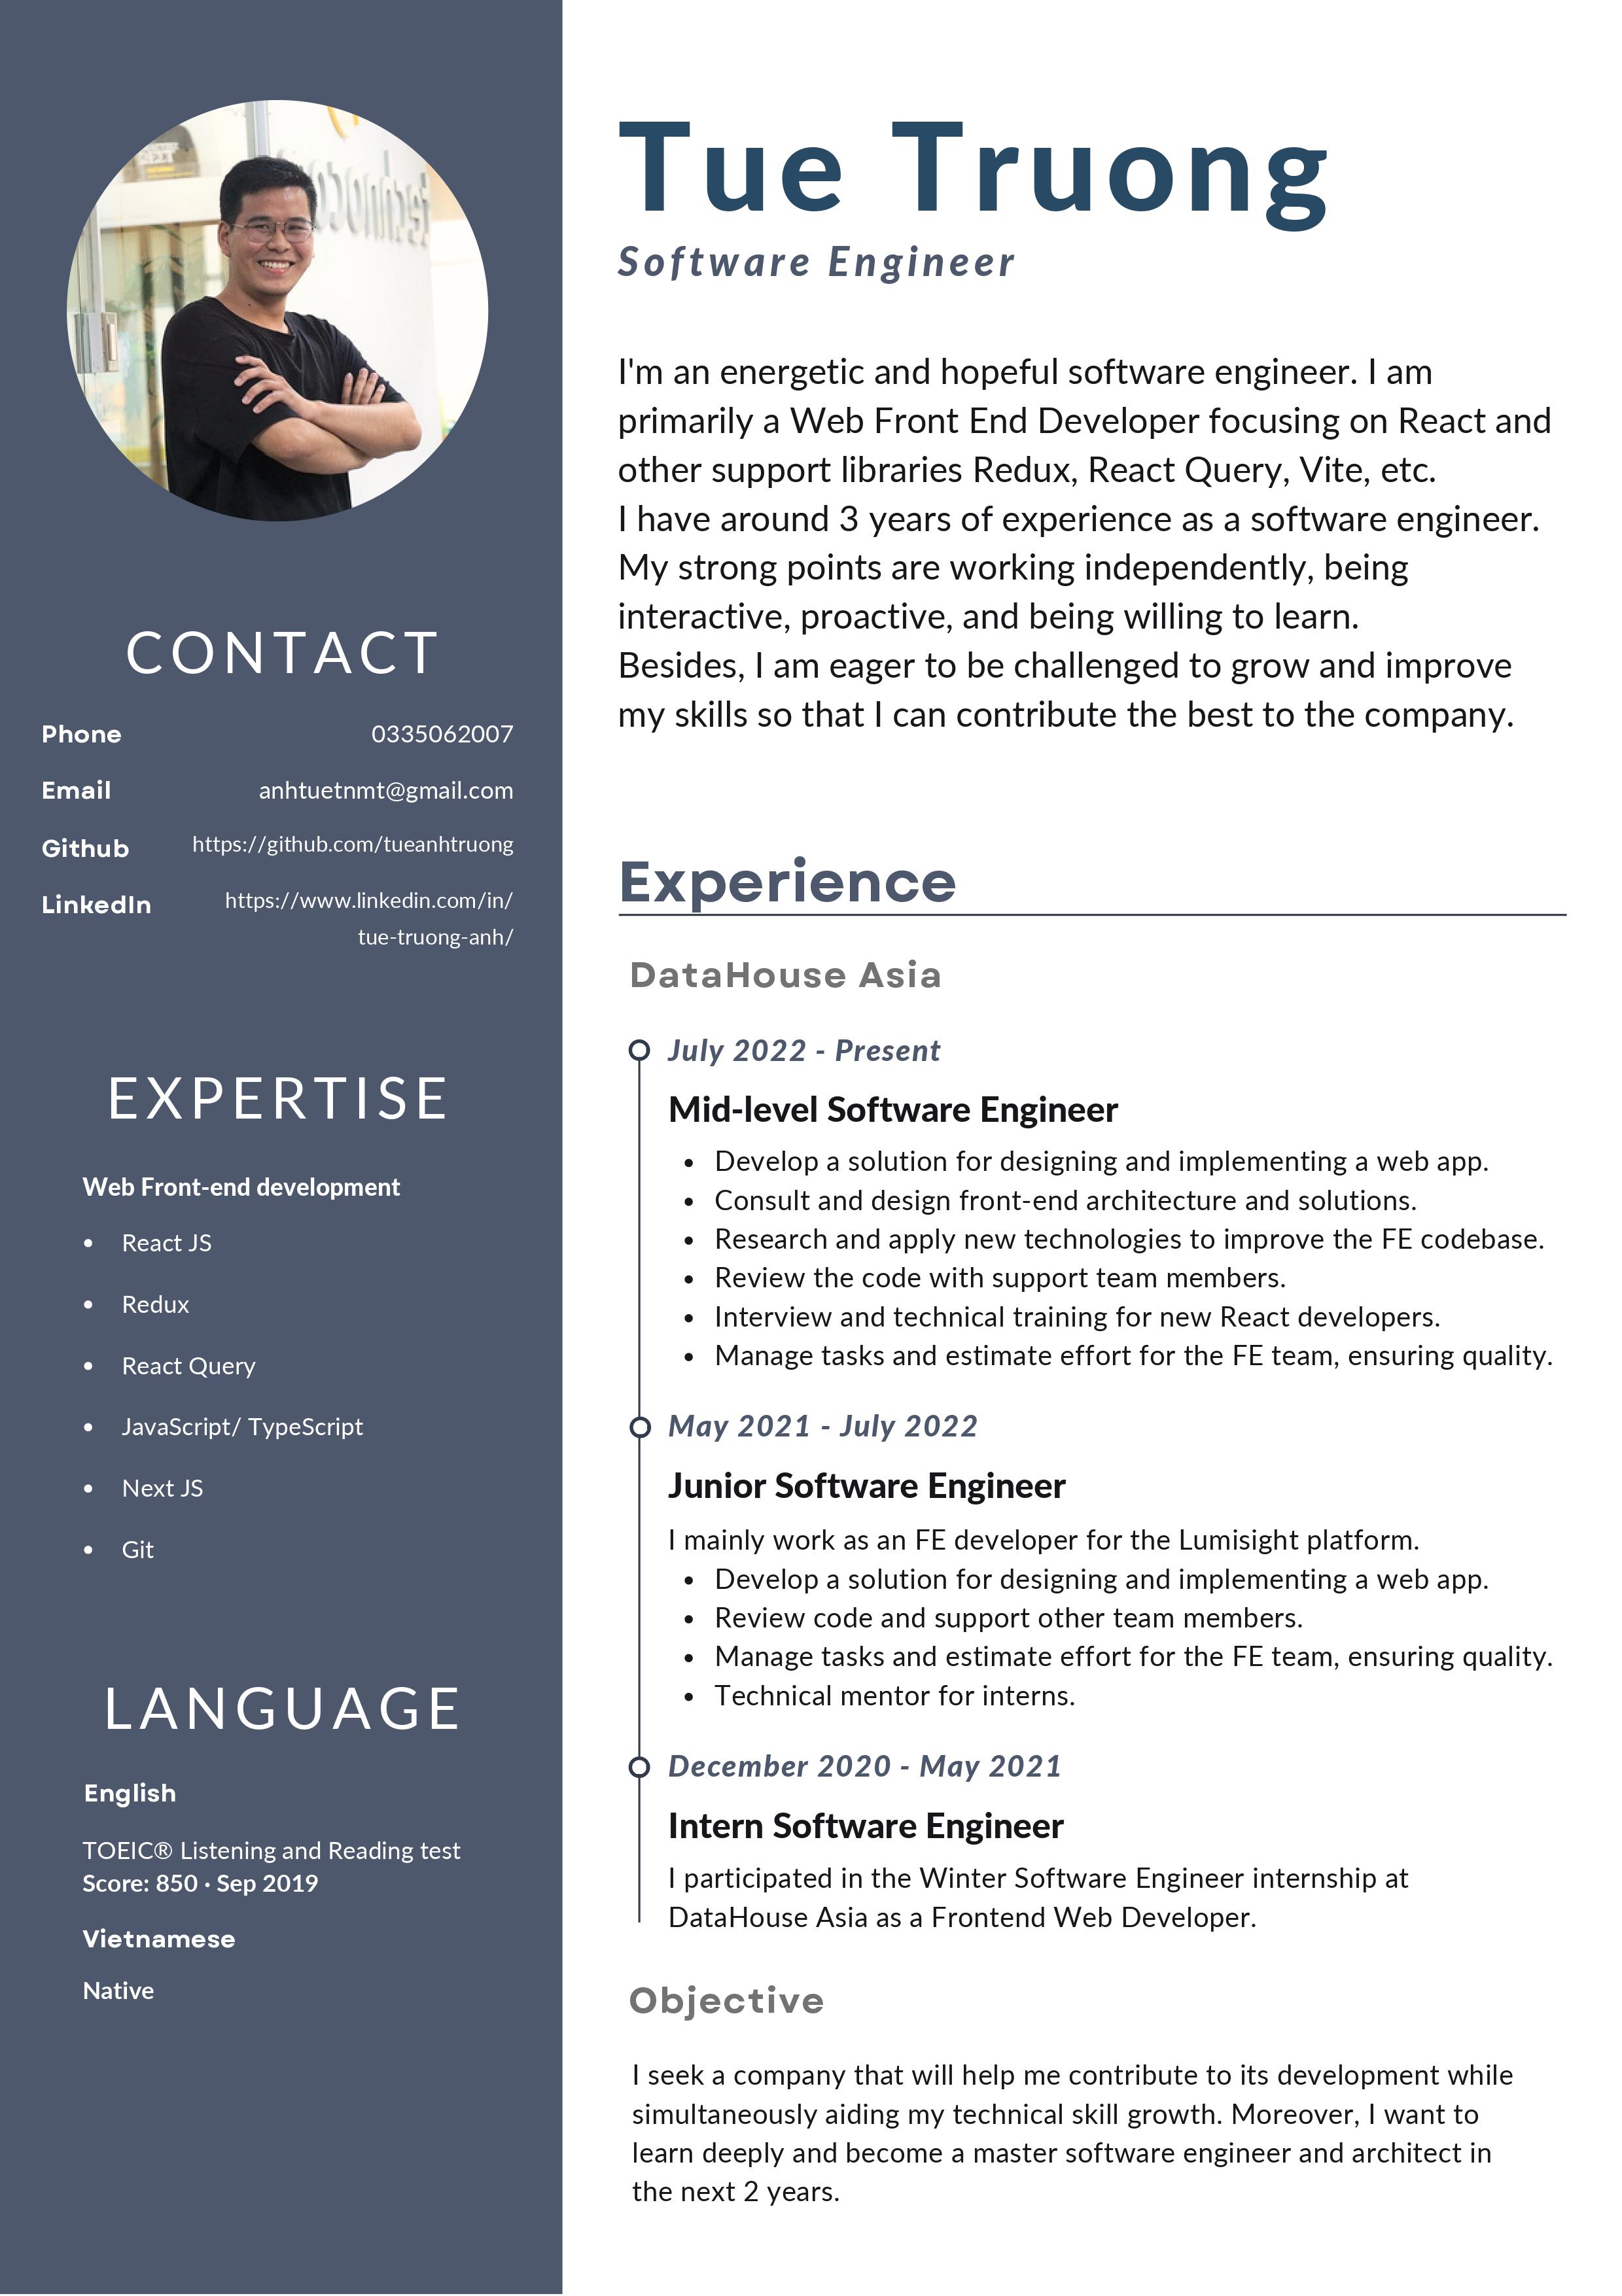 Tue Truong
Software Engineer
I'm an energetic and hopeful software engineer. I am
primarily a Web Front End Developer focusing on React and
other support libraries Redux, React Query, Vite, etc.
I have around 3 years of experience as a software engineer.
My strong points are working independently, being
interactive, proactive, and being willing to learn.
Besides, I am eager to be challenged to grow and improve
my skills so that I can contribute the best to the company.
CONTACT
Phone 0335062007
Email anhtuetnmt@gmail.com
Github https://github.com/tueanhtruong
LinkedIn https://www.linkedin.com/in/
tue-truong-anh/
EXPERTISE
Web Front-end development
• React JS
• Redux
• React Query
• JavaScript/ TypeScript
• Next JS
• Git
LANGUAGE
English
TOEIC® Listening and Reading test
Score: 850 · Sep 2019
Vietnamese
Native
Experience
DataHouse Asia
July 2022 - Present
Mid-level Software Engineer
• Develop a solution for designing and implementing a web app.
• Consult and design front-end architecture and solutions.
• Research and apply new technologies to improve the FE codebase.
• Review the code with support team members.
• Interview and technical training for new React developers.
• Manage tasks and estimate effort for the FE team, ensuring quality.
May 2021 - July 2022
Junior Software Engineer
I mainly work as an FE developer for the Lumisight platform.
• Develop a solution for designing and implementing a web app.
• Review code and support other team members.
• Manage tasks and estimate effort for the FE team, ensuring quality.
• Technical mentor for interns.
December 2020 - May 2021
Intern Software Engineer
I participated in the Winter Software Engineer internship at
DataHouse Asia as a Frontend Web Developer.
Objective
I seek a company that will help me contribute to its development while
simultaneously aiding my technical skill growth. Moreover, I want to
learn deeply and become a master software engineer and architect in
the next 2 years.